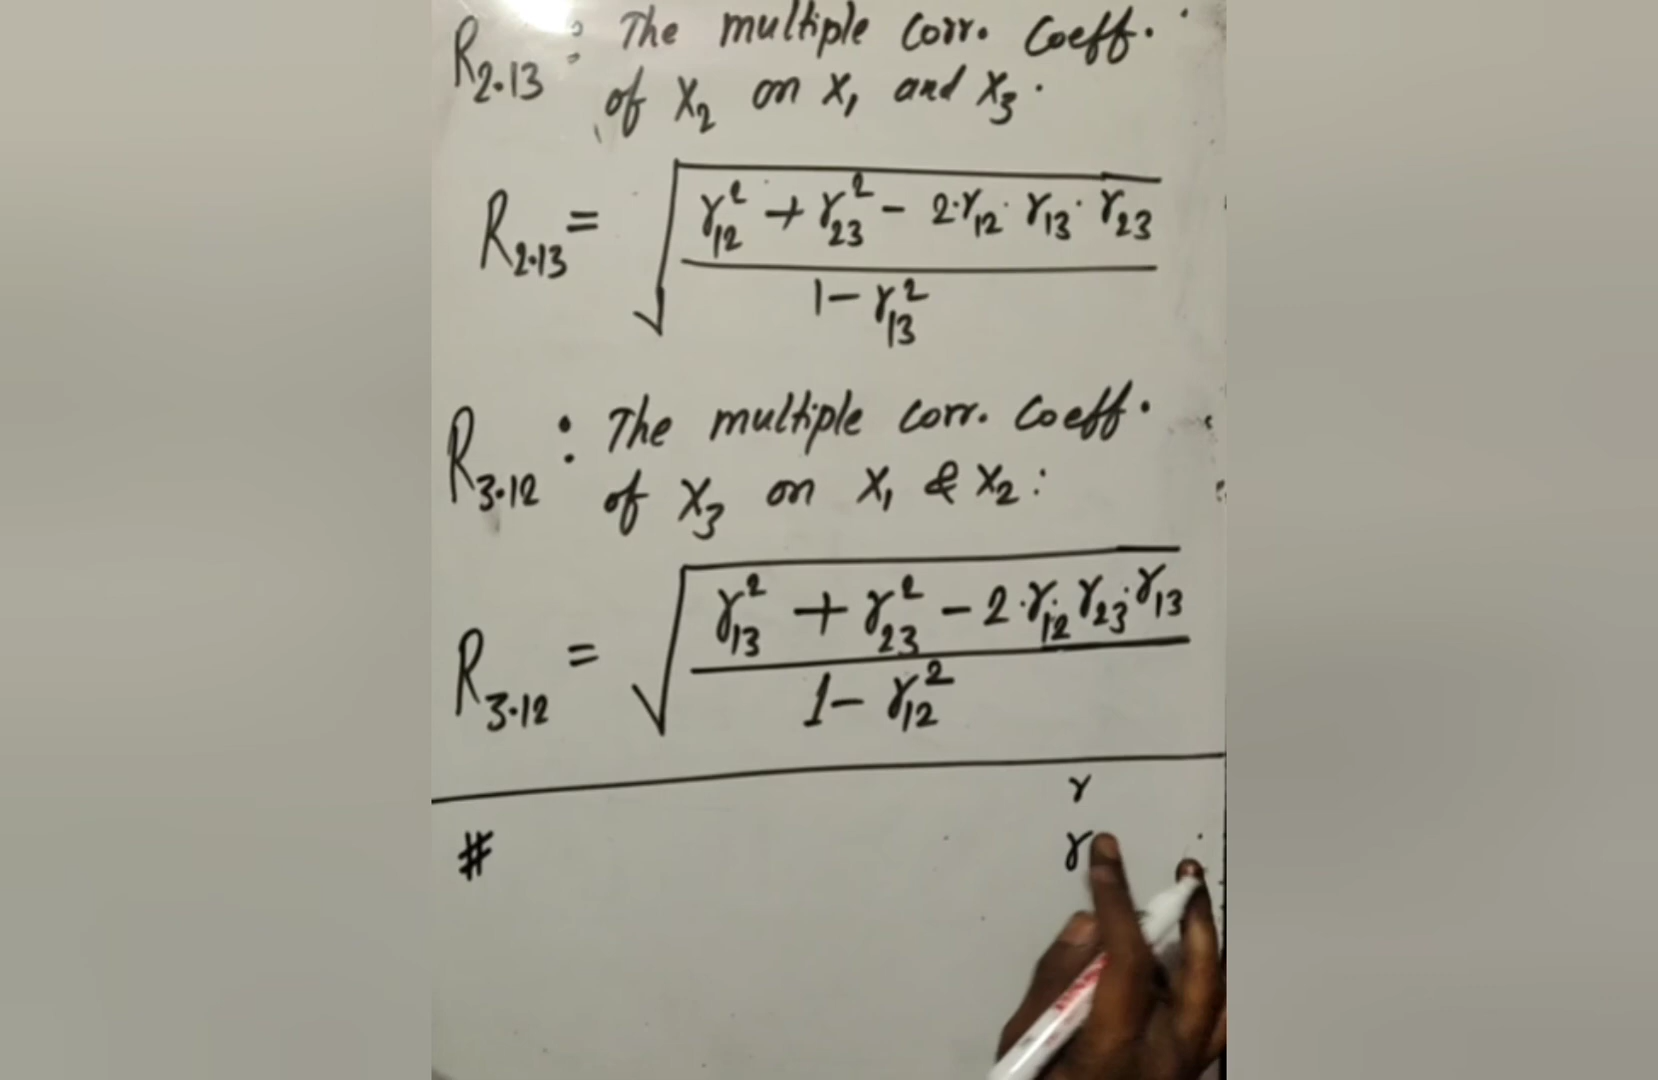 R₂.₁₃ : The multiple Corr. Coeff.
of X₂ on X₁ and X₃.
R₂.₁₃ = √((r₁₂² + r₂₃² - 2·r₁₂·r₁₃·r₂₃) / (1 - r₁₃²))
R₃.₁₂ : The multiple Corr. Coeff.
of X₃ on X₁ & X₂ :
R₃.₁₂ = √((r₁₃² + r₂₃² - 2·r₁₂·r₂₃·r₁₃) / (1 - r₁₂²))
r
# r